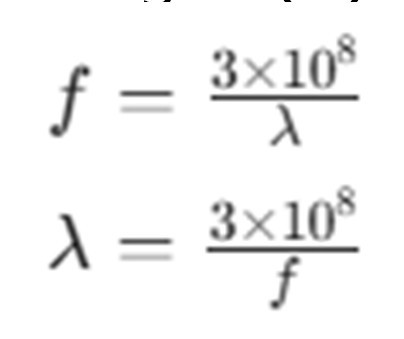 f = 3×10⁸/λ
λ = 3×10⁸/f